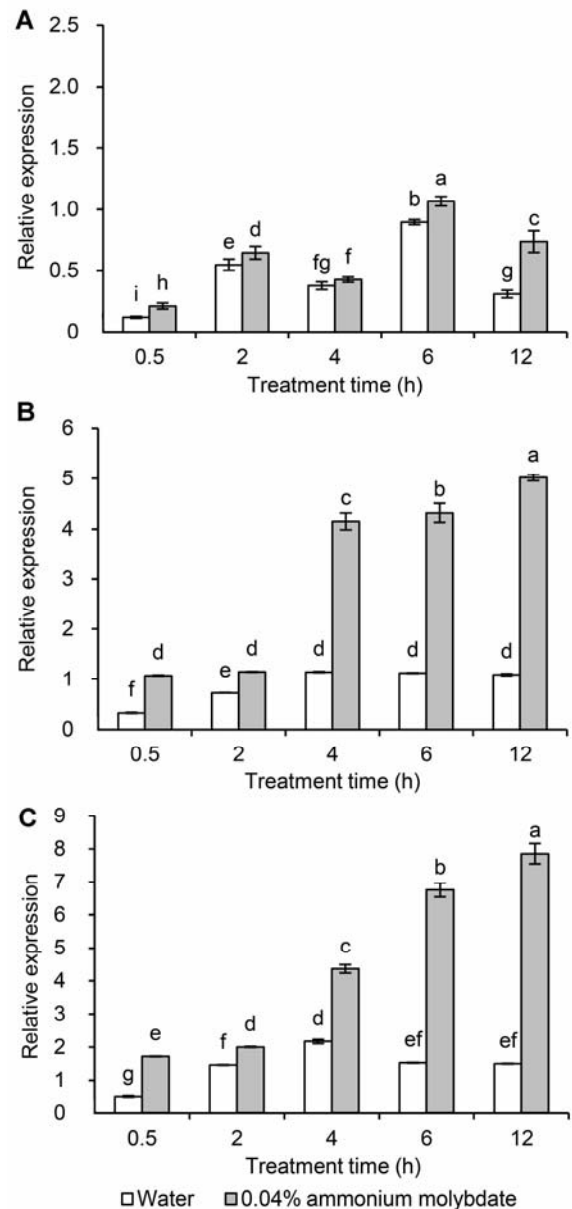 A
2.5
2.0
1.5
1.0
0.5
0
Relative expression
i h e d fg f b a g c
0.5 2 4 6 12
Treatment time (h)
B
6
5
4
3
2
1
0
Relative expression
f d e d d c d b d a
0.5 2 4 6 12
Treatment time (h)
C
9
8
7
6
5
4
3
2
1
0
Relative expression
g e f d d c ef b ef a
0.5 2 4 6 12
Treatment time (h)
Water 0.04% ammonium molybdate